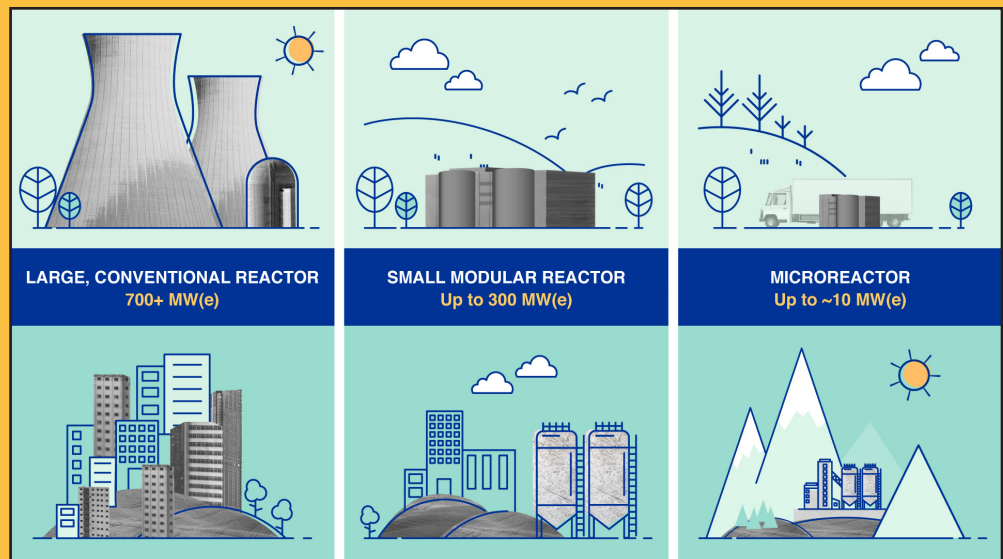 LARGE, CONVENTIONAL REACTOR
700+ MW(e)
SMALL MODULAR REACTOR
Up to 300 MW(e)
MICROREACTOR
Up to ~10 MW(e)